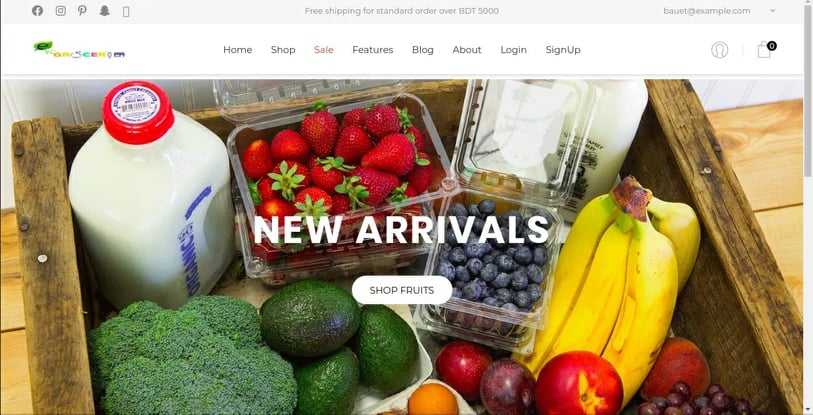 Free shipping for standard order over BDT 5000
bauet@example.com
GROCERY
Home Shop Sale Features Blog About Login SignUp
0
NEW ARRIVALS
SHOP FRUITS